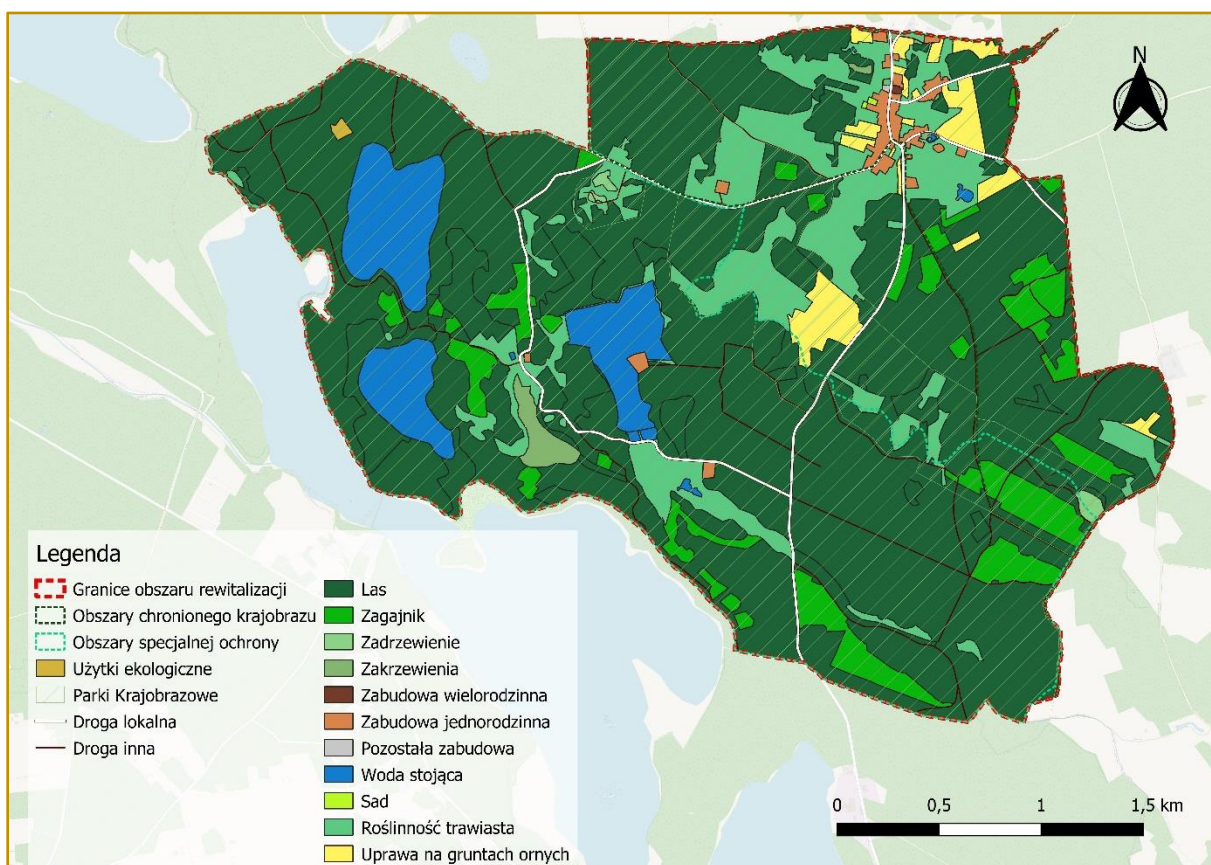 N
Legenda
Granice obszaru rewitalizacji
Obszary chronionego krajobrazu
Obszary specjalnej ochrony
Użytki ekologiczne
Parki Krajobrazowe
Droga lokalna
Droga inna
Las
Zagajnik
Zadrzewienie
Zakrzewienia
Zabudowa wielorodzinna
Zabudowa jednorodzinna
Pozostała zabudowa
Woda stojąca
Sad
Roślinność trawiasta
Uprawa na gruntach ornych
0 0,5 1 1,5 km